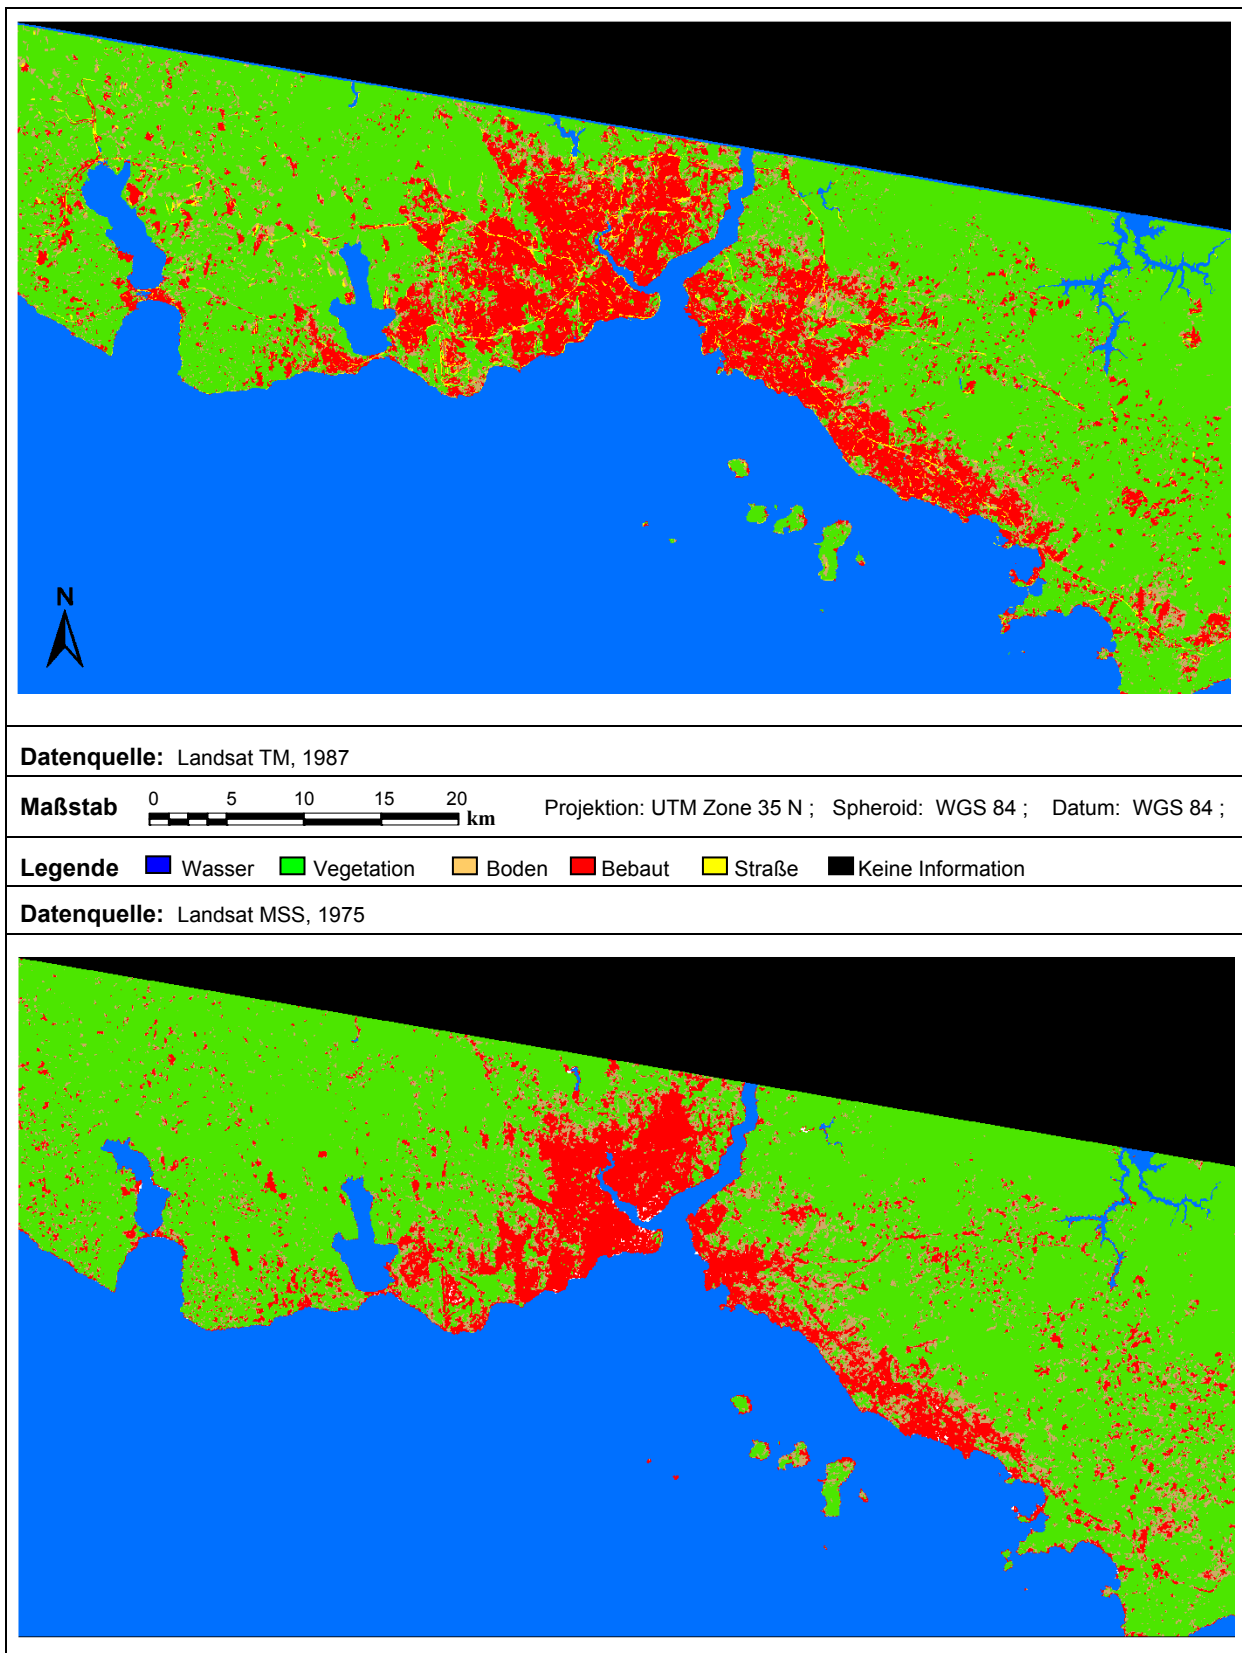 N
Datenquelle: Landsat TM, 1987
Maßstab 0 5 10 15 20 km Projektion: UTM Zone 35 N ; Spheroid: WGS 84 ; Datum: WGS 84 ;
Legende Wasser Vegetation Boden Bebaut Straße Keine Information
Datenquelle: Landsat MSS, 1975